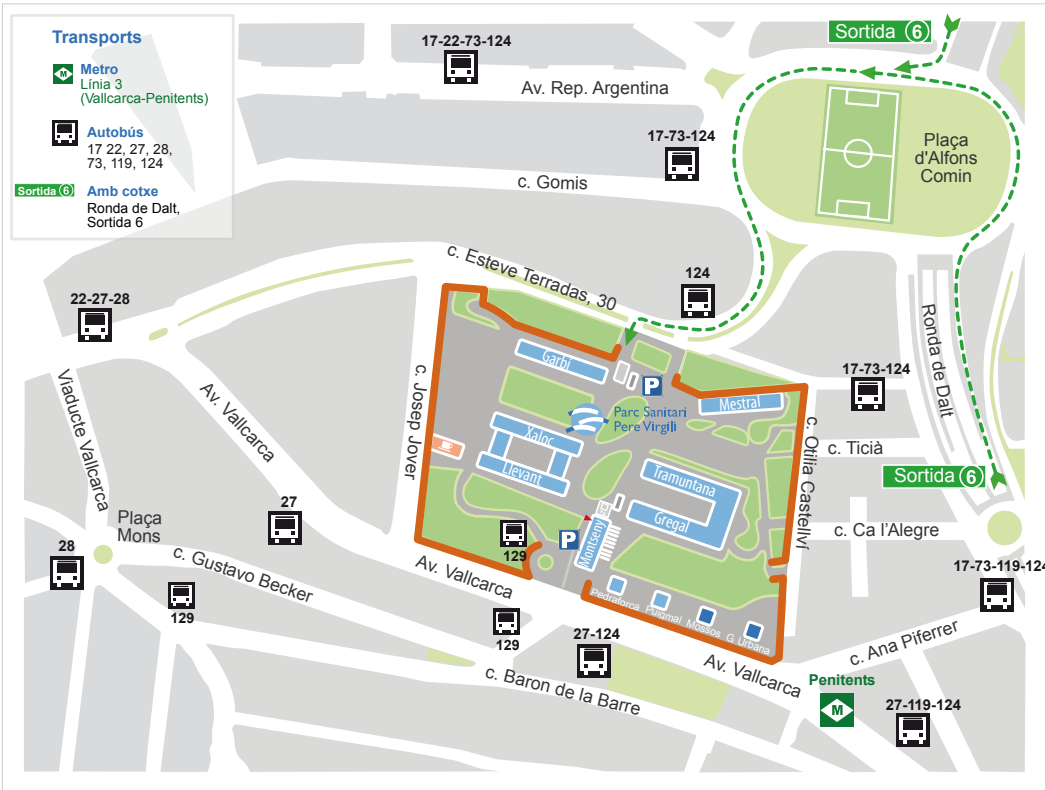 Transports
M
Metro
Línia 3
(Vallcarca-Penitents)
Autobús
17 22, 27, 28,
73, 119, 124
Sortida 6
Amb cotxe
Ronda de Dalt,
Sortida 6
17-22-73-124
Av. Rep. Argentina
Sortida 6
17-73-124
Plaça
d'Alfons
Comin
c. Gomis
c. Esteve Terradas, 30
124
22-27-28
Ronda de Dalt
17-73-124
Viaducte Vallcarca
Av. Vallcarca
c. Josep Jover
Garbí
P
Mestral
Parc Sanitari
Pere Virgili
Xaloc
Llevant
Tramuntana
Gregal
c. Otilia Castellví
c. Ticià
Sortida 6
c. Ca l'Alegre
27
Plaça
Mons
28
c. Gustavo Becker
129
Av. Vallcarca
129
P
Montseny
Pedraforca
Puigmal
Mossos
G Urbana
17-73-119-124
129
27-124
c. Baron de la Barre
Av. Vallcarca
c. Ana Piferrer
Penitents
M
27-119-124